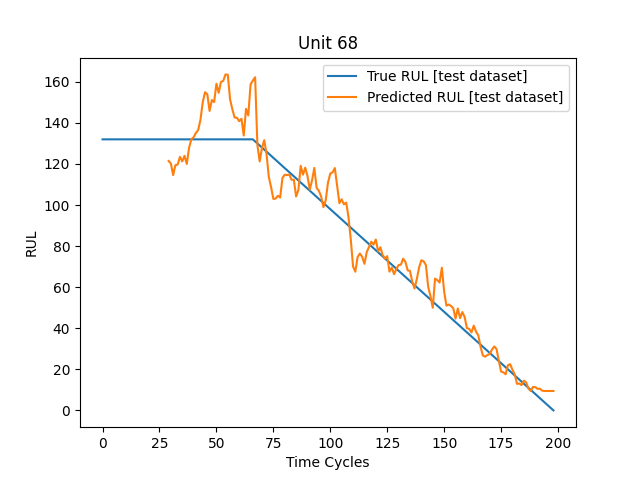 Unit 68
True RUL [test dataset]
Predicted RUL [test dataset]
160
140
120
100
80
60
40
20
0
RUL
0 25 50 75 100 125 150 175 200
Time Cycles